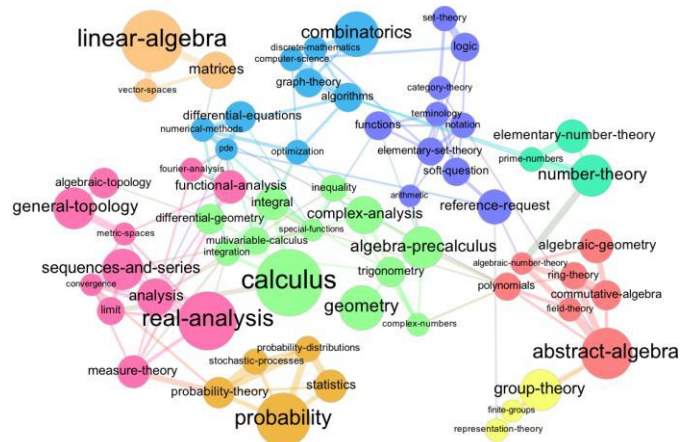 set-theory
linear-algebra
combinatorics
discrete-mathematics
logic
computer-science
matrices
graph-theory
category-theory
vector-spaces
algorithms
differential-equations
terminology
numerical-methods
functions
notation
elementary-number-theory
pde
optimization
elementary-set-theory
prime-numbers
fourier-analysis
soft-question
number-theory
algebraic-topology
functional-analysis
inequality
arithmetic
general-topology
integral
reference-request
differential-geometry
complex-analysis
special-functions
metric-spaces
multivariable-calculus
algebra-precalculus
algebraic-geometry
integration
sequences-and-series
algebraic-number-theory
convergence
calculus
trigonometry
ring-theory
analysis
polynomials
commutative-algebra
limit
real-analysis
geometry
field-theory
complex-numbers
probability-distributions
abstract-algebra
stochastic-processes
measure-theory
statistics
probability-theory
group-theory
probability
finite-groups
representation-theory